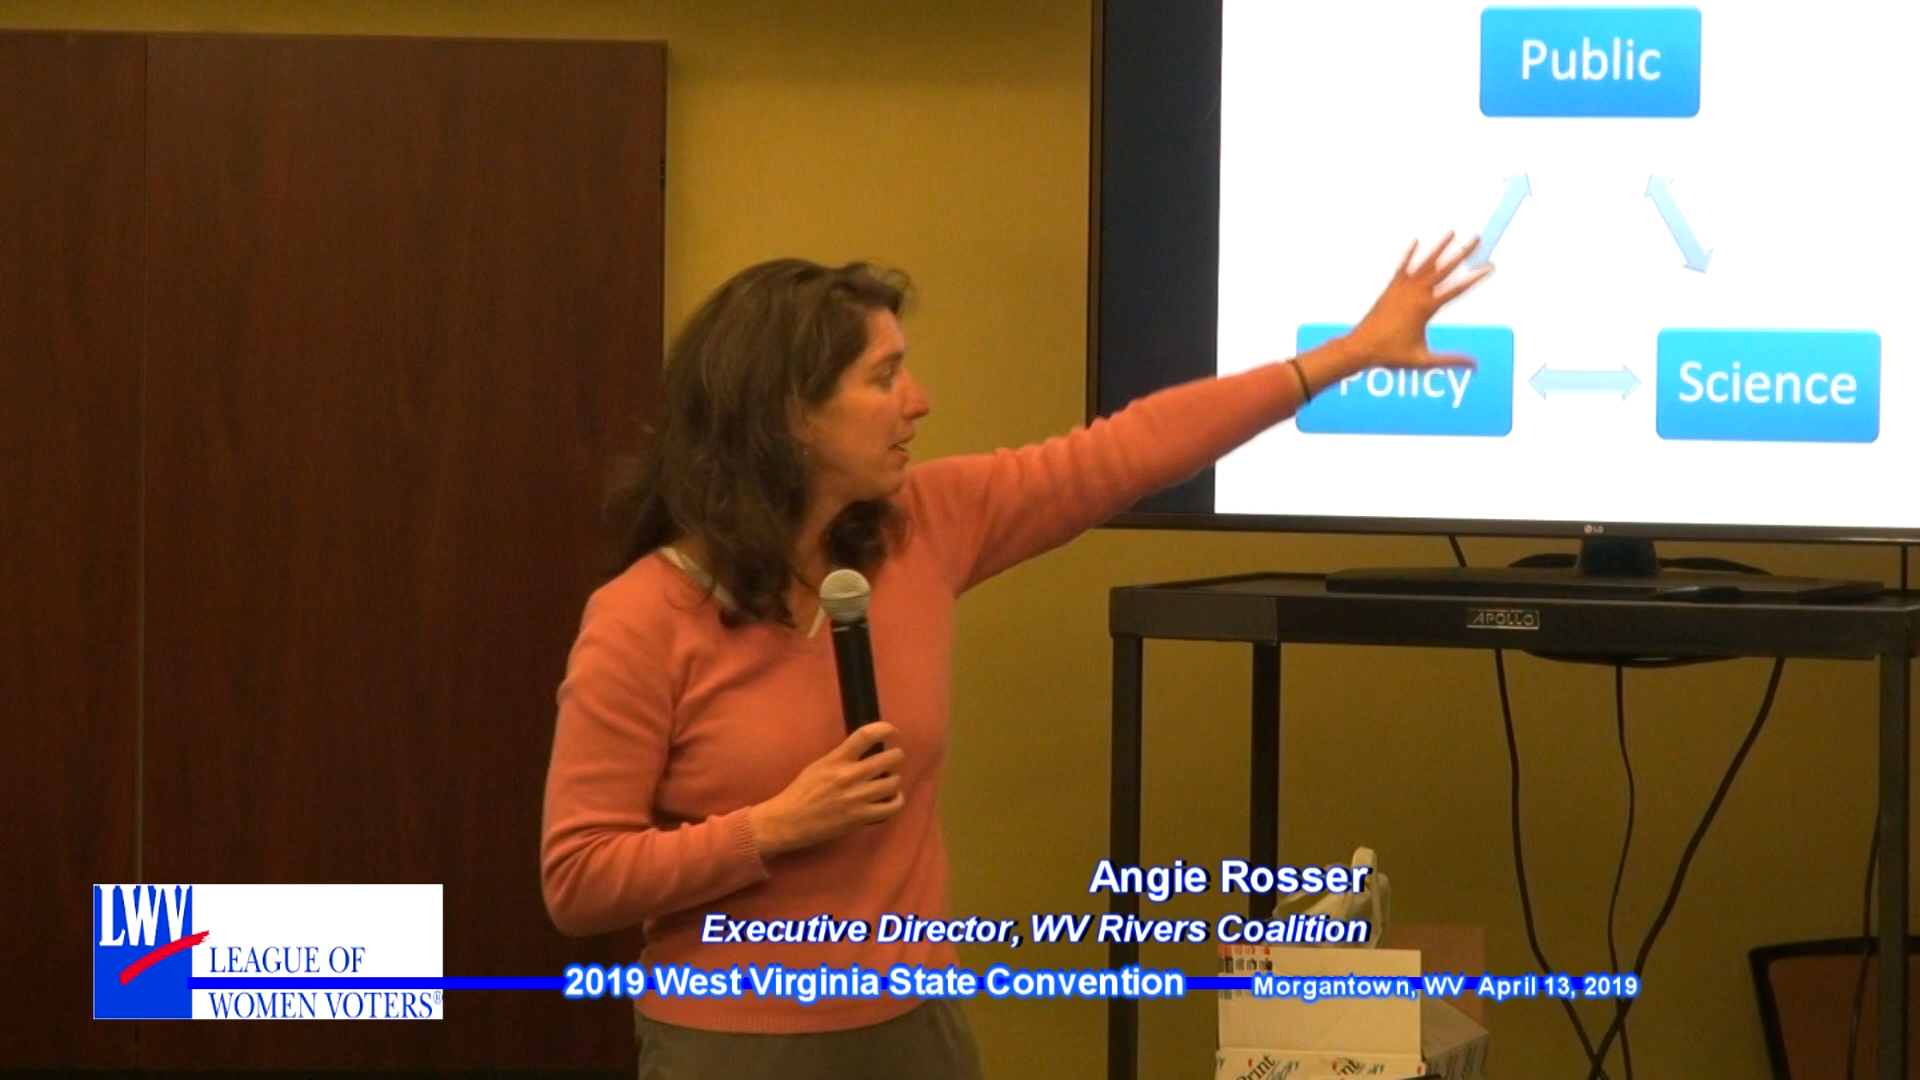 Public
Policy
Science
LG
APOLLO
Angie Rosser
Executive Director, WV Rivers Coalition
LWV
LEAGUE OF
WOMEN VOTERS®
2019 West Virginia State Convention
Morgantown, WV April 13, 2019